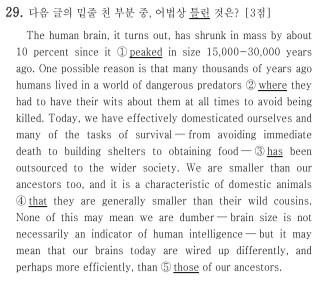 29. 다음 글의 밑줄 친 부분 중, 어법상 틀린 것은? [3점]
The human brain, it turns out, has shrunk in mass by about
10 percent since it ① peaked in size 15,000-30,000 years
ago. One possible reason is that many thousands of years ago
humans lived in a world of dangerous predators ② where they
had to have their wits about them at all times to avoid being
killed. Today, we have effectively domesticated ourselves and
many of the tasks of survival — from avoiding immediate
death to building shelters to obtaining food — ③ has been
outsourced to the wider society. We are smaller than our
ancestors too, and it is a characteristic of domestic animals
④ that they are generally smaller than their wild cousins.
None of this may mean we are dumber — brain size is not
necessarily an indicator of human intelligence — but it may
mean that our brains today are wired up differently, and
perhaps more efficiently, than ⑤ those of our ancestors.